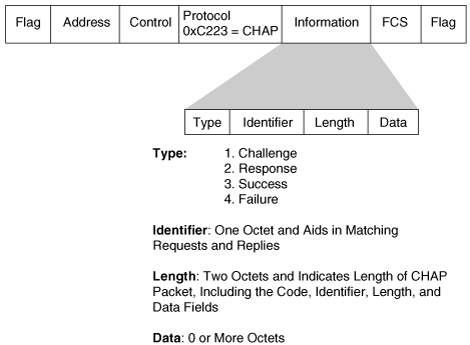 Flag Address Control Protocol 0xC223 = CHAP Information FCS Flag
Type Identifier Length Data
Type: 1. Challenge
2. Response
3. Success
4. Failure
Identifier: One Octet and Aids in Matching
Requests and Replies
Length: Two Octets and Indicates Length of CHAP
Packet, Including the Code, Identifier, Length, and
Data Fields
Data: 0 or More Octets